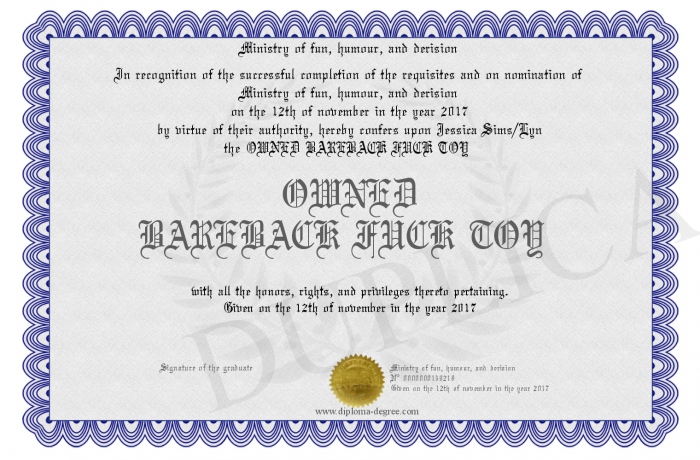 Ministry of fun, humour, and derision
In recognition of the successful completion of the requisites and on nomination of
Ministry of fun, humour, and derision
on the 12th of november in the year 2017
by virtue of their authority, hereby confers upon Jessica Sims/Lyn
the OWNED BAREBACK FUCK TOY
OWNED
BAREBACK FUCK TOY
with all the honors, rights, and privileges thereto pertaining.
Given on the 12th of november in the year 2017
DUPLICA
Signature of the graduate
Ministry of fun, humour, and derision
Given on the 12th of november in the year 2017
www.diploma-degree.com